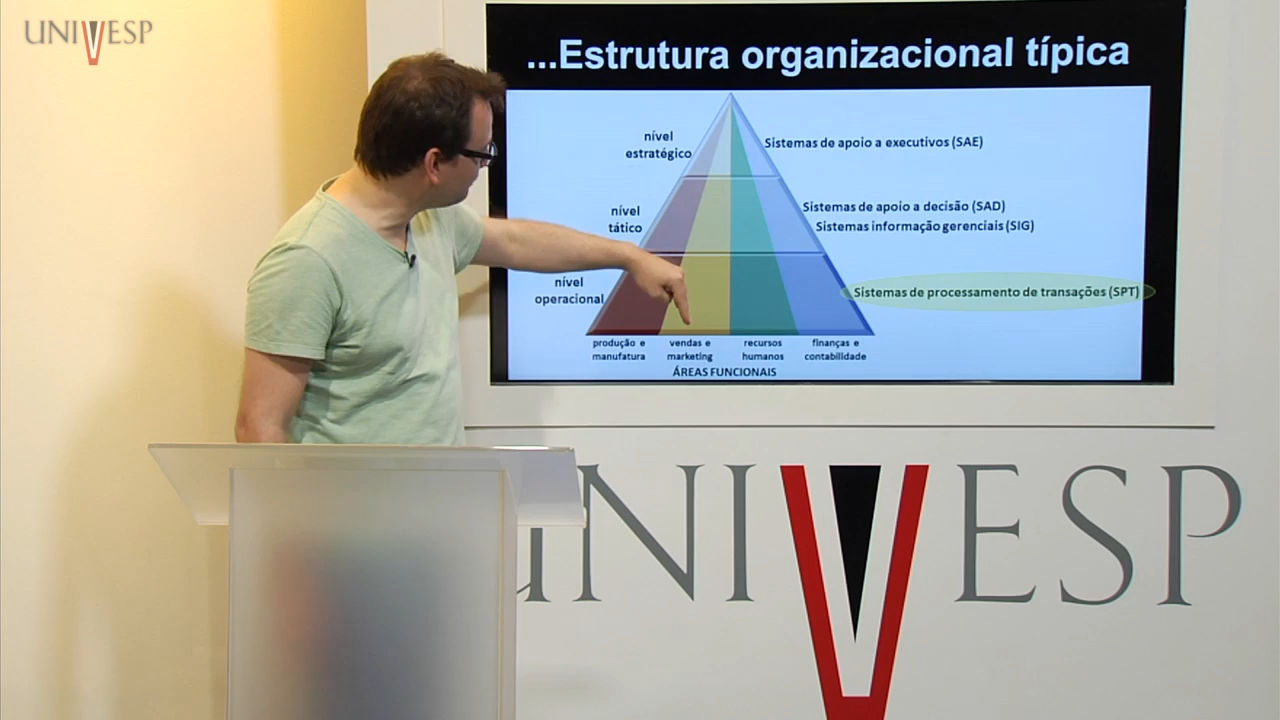 UNIVESP
...Estrutura organizacional típica
nível
estratégico
Sistemas de apoio a executivos (SAE)
nível
tático
Sistemas de apoio a decisão (SAD)
Sistemas informação gerenciais (SIG)
nível
operacional
Sistemas de processamento de transações (SPT)
produção e
manufatura
vendas e
marketing
recursos
humanos
finanças e
contabilidade
ÁREAS FUNCIONAIS
UNIVESP